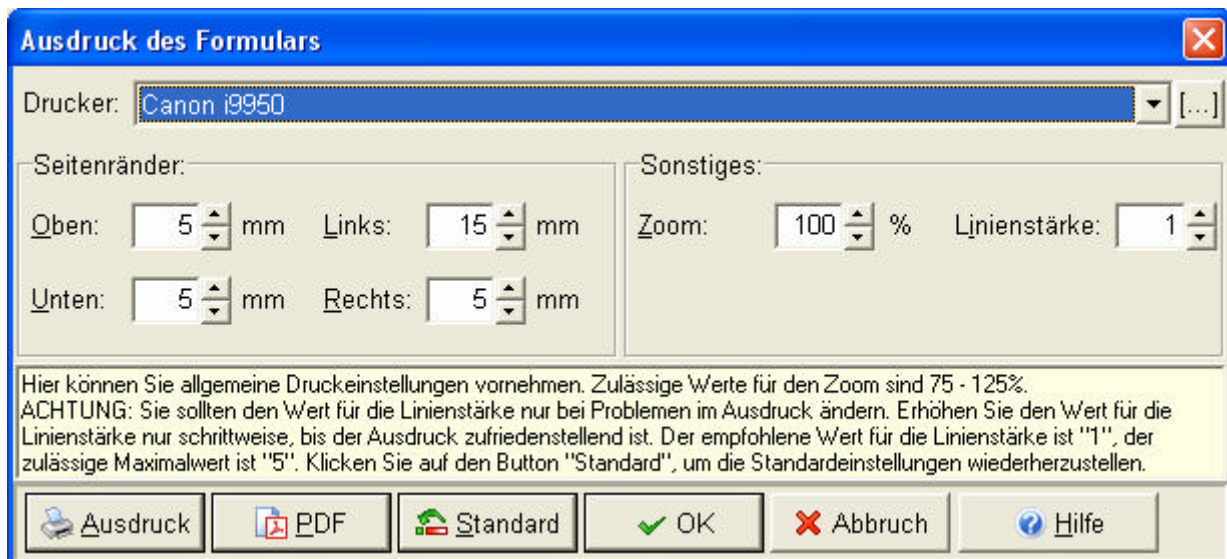 Ausdruck des Formulars
Drucker: Canon i9950 [...]
Seitenränder: Sonstiges:
Oben: 5 mm Links: 15 mm Zoom: 100 % Linienstärke: 1
Unten: 5 mm Rechts: 5 mm
Hier können Sie allgemeine Druckeinstellungen vornehmen. Zulässige Werte für den Zoom sind 75 - 125%.
ACHTUNG: Sie sollten den Wert für die Linienstärke nur bei Problemen im Ausdruck ändern. Erhöhen Sie den Wert für die
Linienstärke nur schrittweise, bis der Ausdruck zufriedenstellend ist. Der empfohlene Wert für die Linienstärke ist "1", der
zulässige Maximalwert ist "5". Klicken Sie auf den Button "Standard", um die Standardeinstellungen wiederherzustellen.
Ausdruck PDF Standard OK Abbruch Hilfe